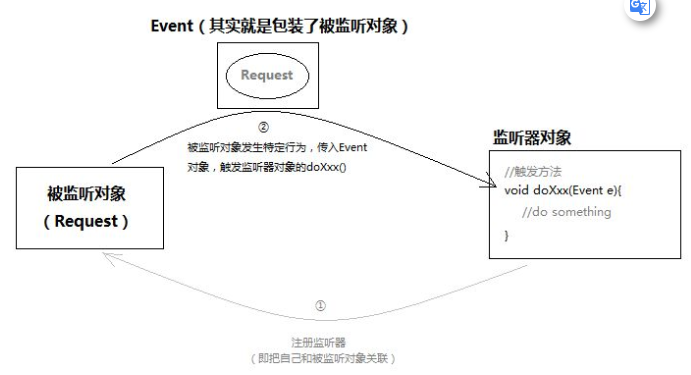 Event（其实就是包装了被监听对象）
Request
②
被监听对象发生特定行为，传入Event
对象，触发监听器对象的doXxx()
监听器对象
//触发方法
void doXxx(Event e){
//do something
}
被监听对象
（Request）
①
注册监听器
（即把自己和被监听对象关联）